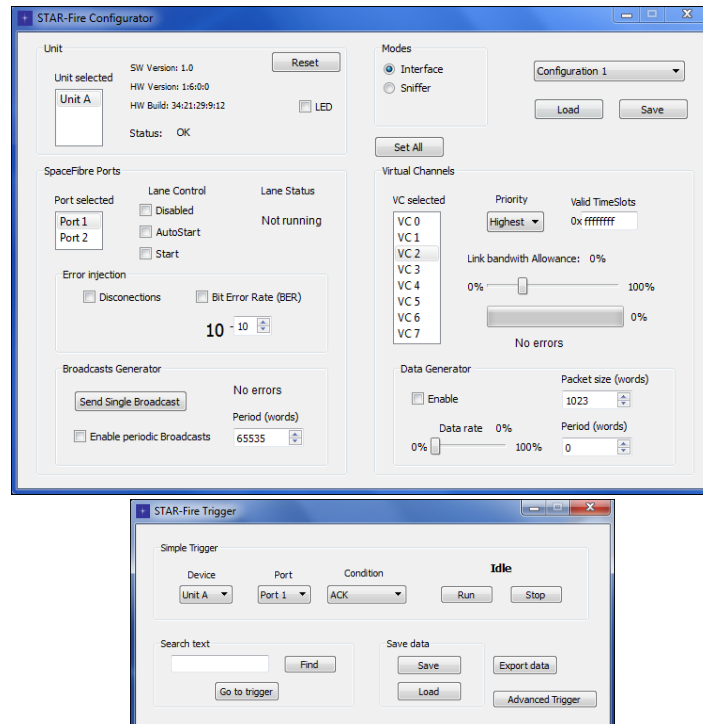 STAR-Fire Configurator
Unit
Unit selected
Unit A
SW Version: 1.0
HW Version: 1:6:0:0
HW Build: 34:21:29:9:12
Status: OK
Reset
LED
Modes
Interface
Sniffer
Configuration 1
Load
Save
Set All
SpaceFibre Ports
Port selected
Port 1
Port 2
Lane Control
Disabled
AutoStart
Start
Lane Status
Not running
Error injection
Disconections
Bit Error Rate (BER)
10 - 10
Broadcasts Generator
Send Single Broadcast
No errors
Period (words)
Enable periodic Broadcasts
65535
Virtual Channels
VC selected
VC 0
VC 1
VC 2
VC 3
VC 4
VC 5
VC 6
VC 7
Priority
Highest
Valid TimeSlots
0x ffffffff
Link bandwith Allowance: 0%
0% 100%
0%
No errors
Data Generator
Enable
Packet size (words)
1023
Data rate 0%
0% 100%
Period (words)
0
STAR-Fire Trigger
Simple Trigger
Device
Unit A
Port
Port 1
Condition
ACK
Idle
Run
Stop
Search text
Find
Go to trigger
Save data
Save
Load
Export data
Advanced Trigger